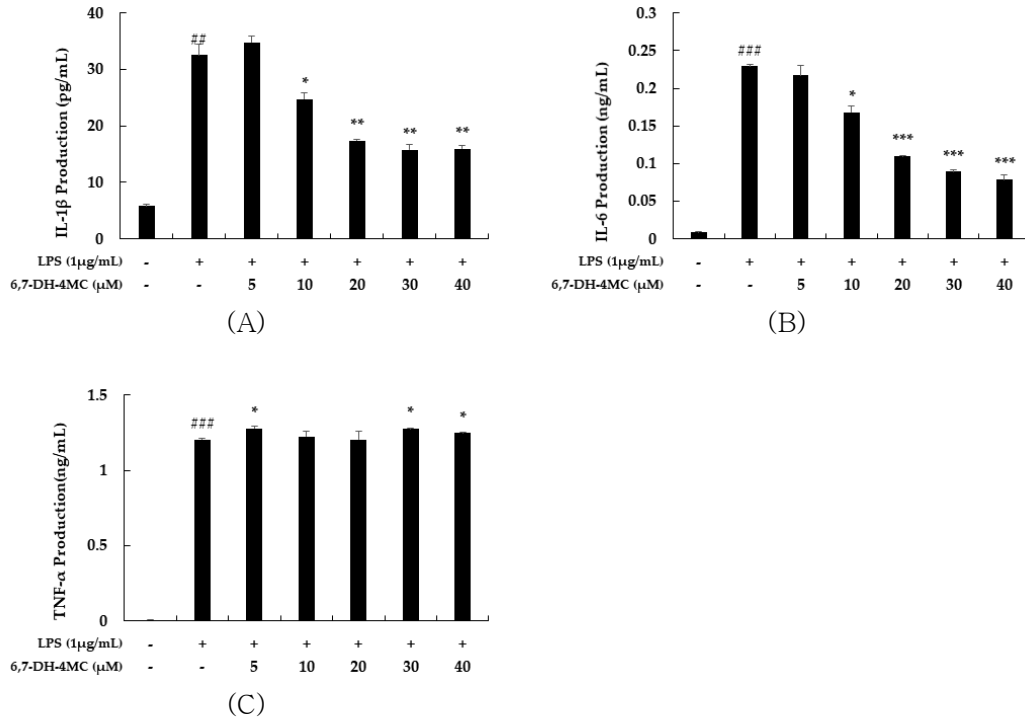 IL-1β Production (pg/mL)
40
30
20
10
0
##
*
**
**
**
LPS (1μg/mL) - + + + + + +
6,7-DH-4MC (μM) - - 5 10 20 30 40
(A)
IL-6 Production (ng/mL)
0.25
0.2
0.15
0.1
0.05
0
###
*
***
***
***
LPS (1μg/mL) - + + + + + +
6,7-DH-4MC (μM) - - 5 10 20 30 40
(B)
TNF-α Production(ng/mL)
1.5
1
0.5
0
###
*
*
*
LPS (1μg/mL) - + + + + + +
6,7-DH-4MC (μM) - - 5 10 20 30 40
(C)